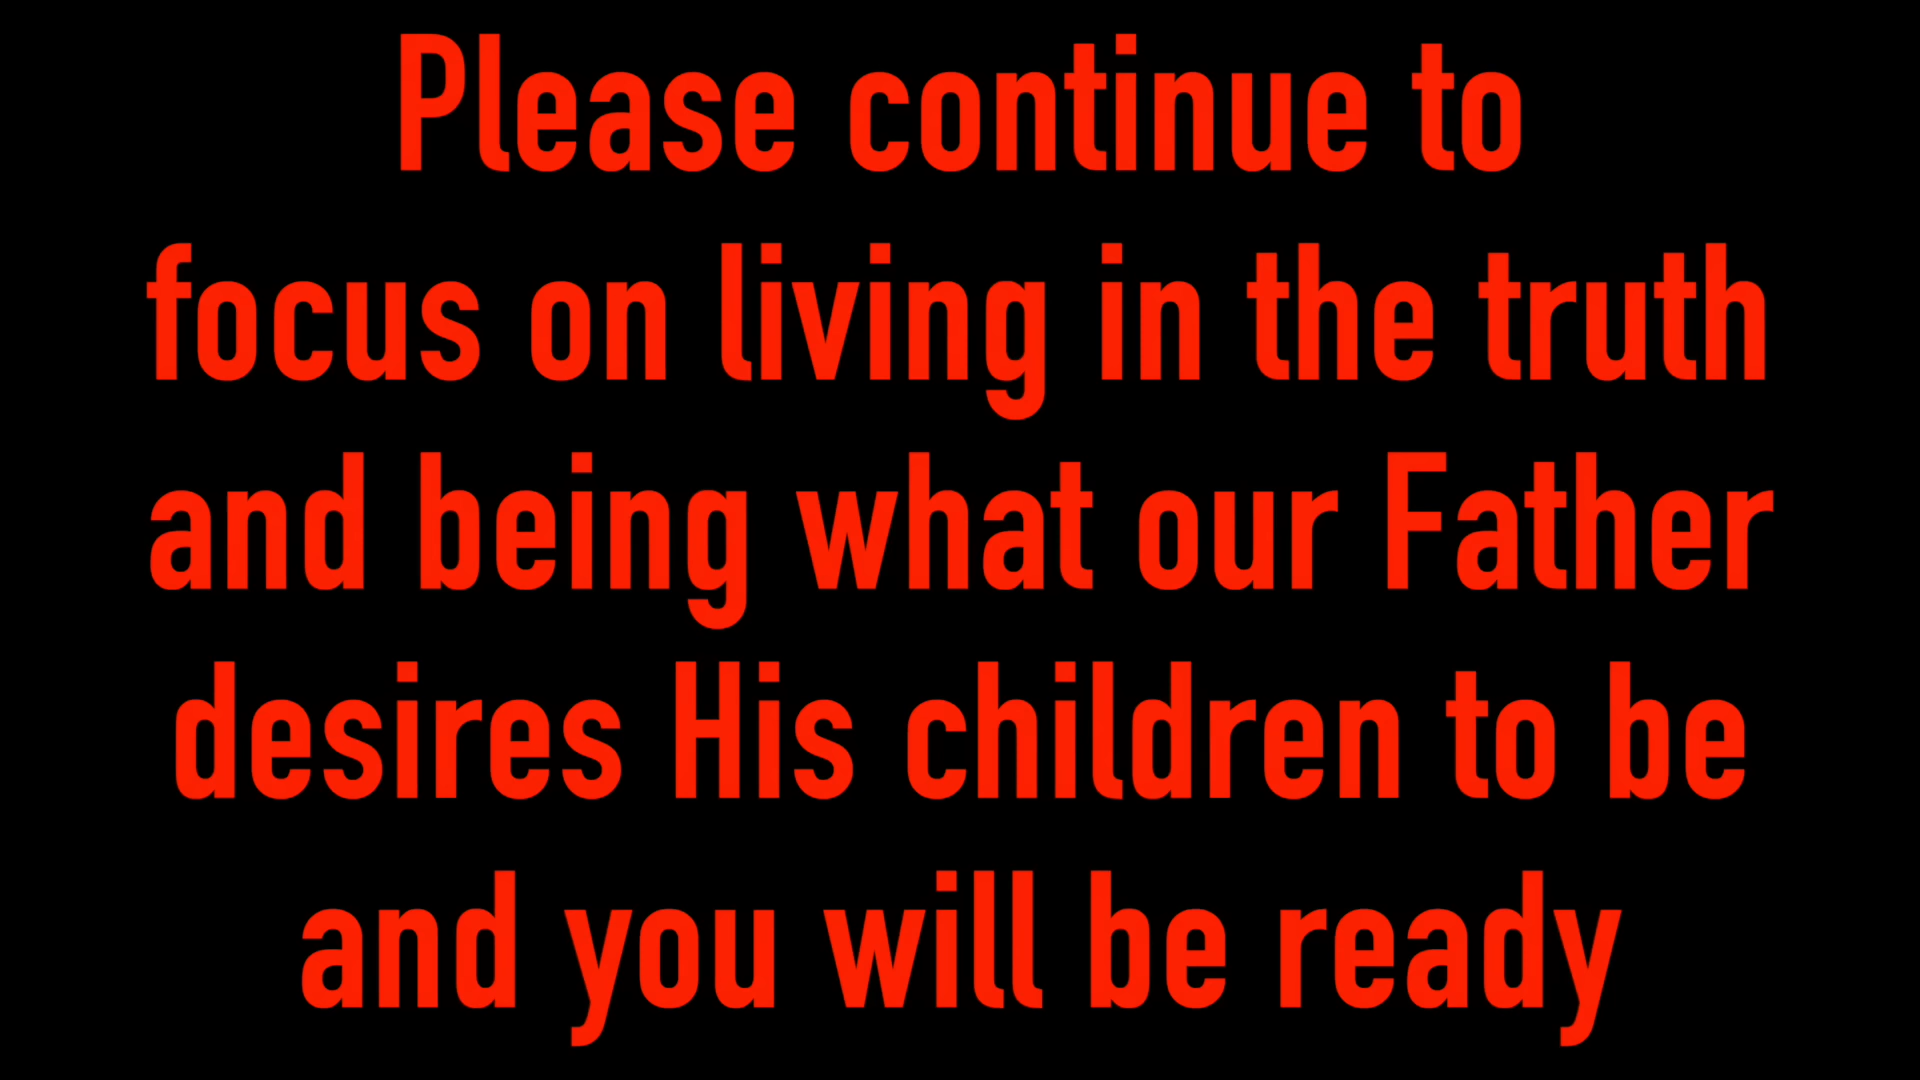 Please continue to
focus on living in the truth
and being what our Father
desires His children to be
and you will be ready